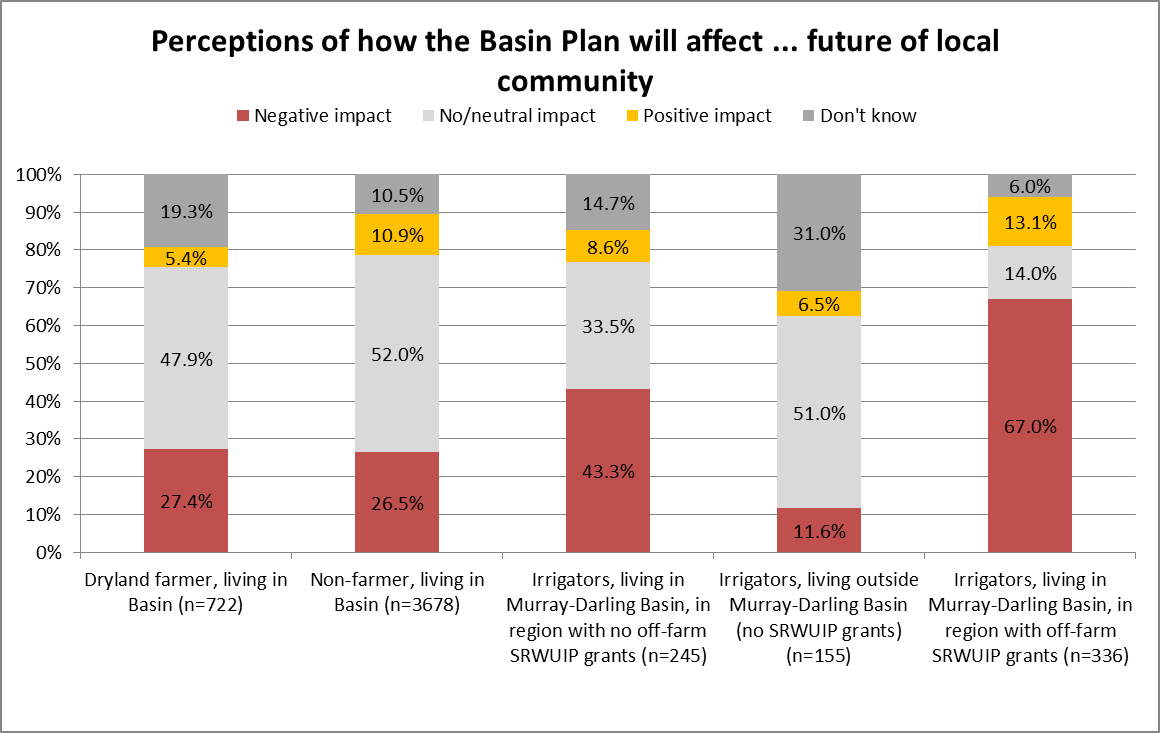 Perceptions of how the Basin Plan will affect ... future of local
community
Negative impact No/neutral impact Positive impact Don't know
100%
90%
80%
70%
60%
50%
40%
30%
20%
10%
0%
19.3%
5.4%
47.9%
27.4%
10.5%
10.9%
52.0%
26.5%
14.7%
8.6%
33.5%
43.3%
31.0%
6.5%
51.0%
11.6%
6.0%
13.1%
14.0%
67.0%
Dryland farmer, living in
Basin (n=722)
Non-farmer, living in
Basin (n=3678)
Irrigators, living in
Murray-Darling Basin, in
region with no off-farm
SRWUIP grants (n=245)
Irrigators, living outside
Murray-Darling Basin
(no SRWUIP grants)
(n=155)
Irrigators, living in
Murray-Darling Basin, in
region with off-farm
SRWUIP grants (n=336)